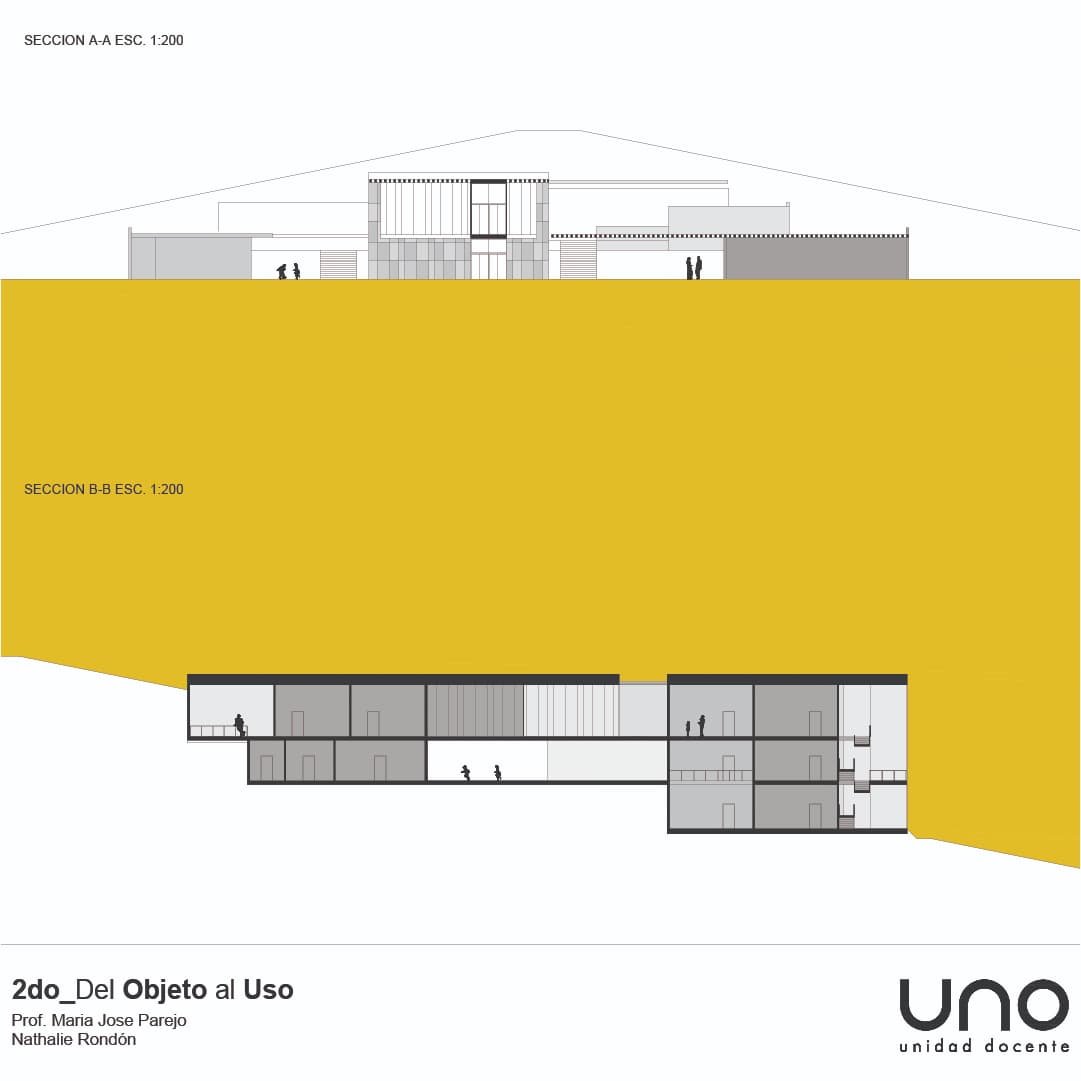 SECCION A-A ESC. 1:200
SECCION B-B ESC. 1:200
2do_Del Objeto al Uso
Prof. Maria Jose Parejo
Nathalie Rondón
uno
unidad docente